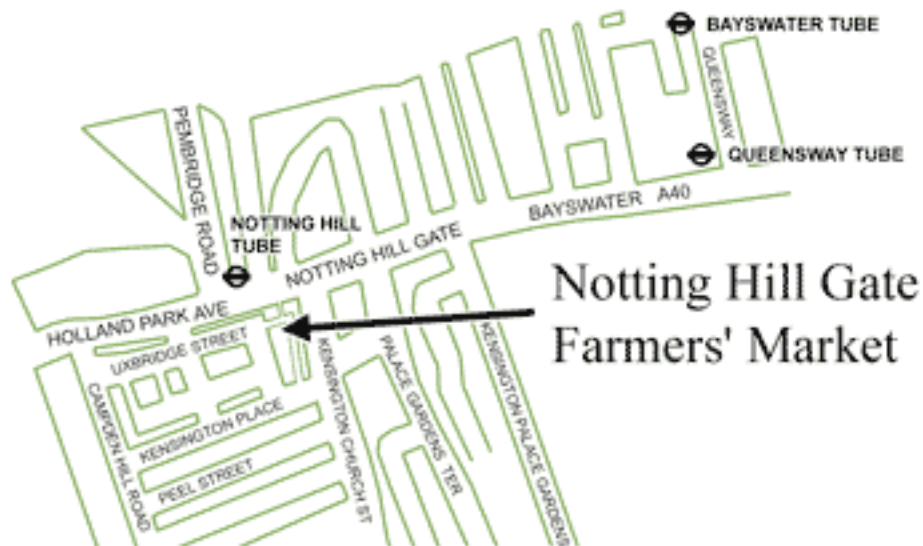 BAYSWATER TUBE
QUEENSWAY
QUEENSWAY TUBE
PEMBRIDGE ROAD
BAYSWATER A40
NOTTING HILL
TUBE
NOTTING HILL GATE
Notting Hill Gate
Farmers' Market
HOLLAND PARK AVE
UXBRIDGE STREET
KENSINGTON CHURCH ST
PALACE GARDENS TER
KENSINGTON PALACE GARDENS
CAMPDEN HILL ROAD
KENSINGTON PLACE
PEEL STREET